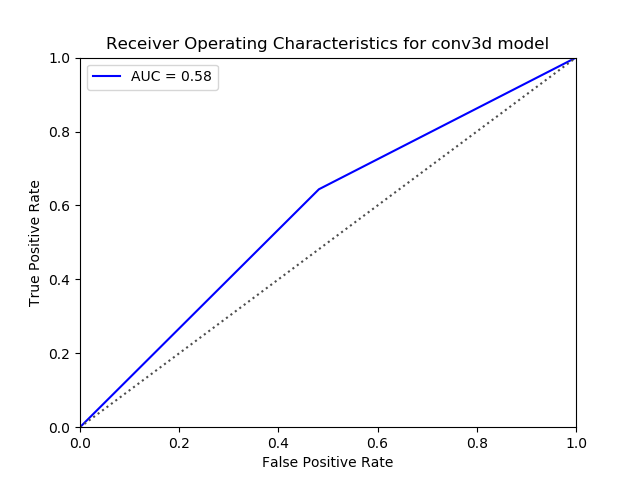 Receiver Operating Characteristics for conv3d model
AUC = 0.58
True Positive Rate
1.0
0.8
0.6
0.4
0.2
0.0
0.0 0.2 0.4 0.6 0.8 1.0
False Positive Rate